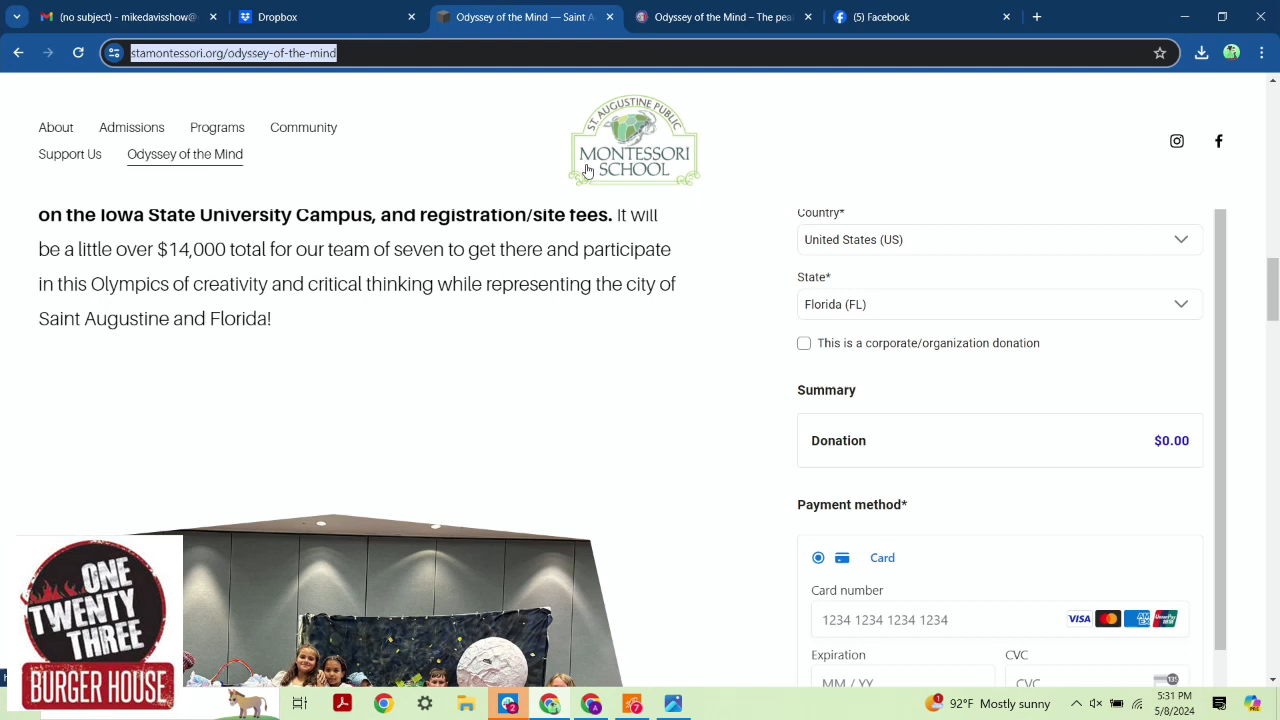 (no subject) - mikedavisshow@
Dropbox
Odyssey of the Mind — Saint A
Odyssey of the Mind – The pea
(5) Facebook
stamontessori.org/odyssey-of-the-mind
About
Admissions
Programs
Community
Support Us
Odyssey of the Mind
ST. AUGUSTINE PUBLIC
MONTESSORI
SCHOOL
on the Iowa State University Campus, and registration/site fees. It will
be a little over $14,000 total for our team of seven to get there and participate
in this Olympics of creativity and critical thinking while representing the city of
Saint Augustine and Florida!
Country*
United States (US)
State*
Florida (FL)
This is a corporate/organization donation
Summary
Donation
$0.00
Payment method*
Card
Card number
1234 1234 1234 1234
VISA
Expiration
CVC
MM / YY
CVC
ONE
TWENTY
THREE
BURGER HOUSE
92°F Mostly sunny
5:31 PM
5/8/2024